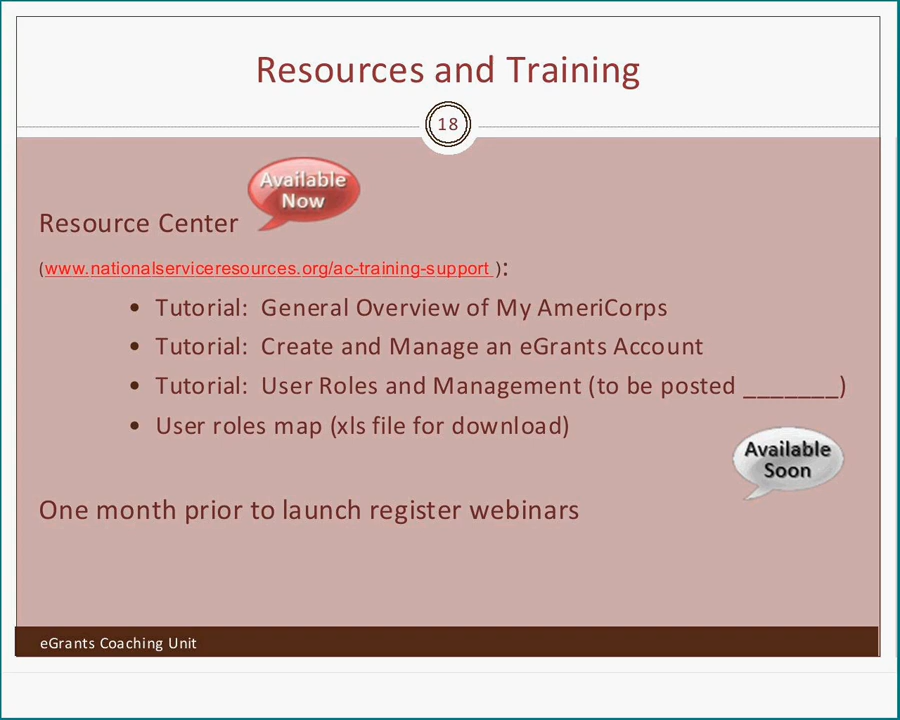 Resources and Training
18
Available
Now
Resource Center
(www.nationalserviceresources.org/ac-training-support ):
• Tutorial: General Overview of My AmeriCorps
• Tutorial: Create and Manage an eGrants Account
• Tutorial: User Roles and Management (to be posted _______)
• User roles map (xls file for download)
Available
Soon
One month prior to launch register webinars
eGrants Coaching Unit